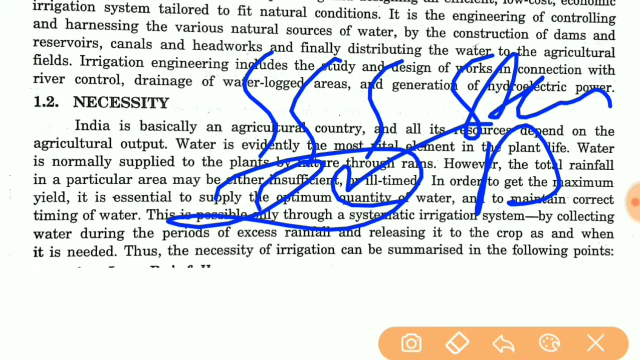 irrigation system tailored to fit natural conditions. It is the engineering of controlling
and harnessing the various natural sources of water, by the construction of dams and
reservoirs, canals and headworks and finally distributing the water to the agricultural
fields. Irrigation engineering includes the study and design of works in connection with
river control, drainage of water-logged areas, and generation of hydroelectric power.
1.2. NECESSITY
India is basically an agricultural country, and all its resources depend on the
agricultural output. Water is evidently the most vital element in the plant life. Water
is normally supplied to the plants by nature through rains. However, the total rainfall
in a particular area may be either insufficient, or ill-timed. In order to get the maximum
yield, it is essential to supply the optimum quantity of water, and to maintain correct
timing of water. This is possible only through a systematic irrigation system—by collecting
water during the periods of excess rainfall and releasing it to the crop as and when
it is needed. Thus, the necessity of irrigation can be summarised in the following points: